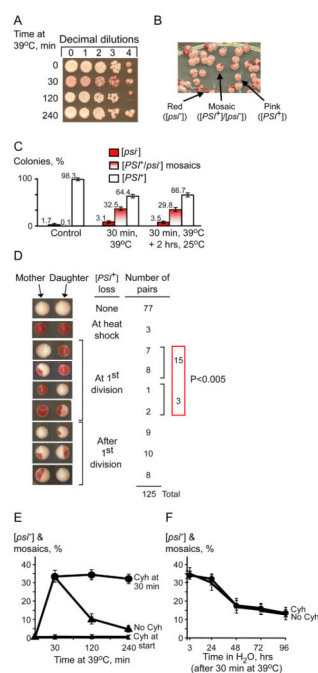 A
Time at
39°C, min
Decimal dilutions
0 1 2 3 4
0
30
120
240
B
Red
([psi-])
Mosaic
([PSI+]/[psi-])
Pink
([PSI+])
C
Colonies, %
100
0
1.7
0.1
98.3
3.1
32.5
64.4
3.5
29.8
66.7
[psi-]
[PSI+/psi-] mosaics
[PSI+]
Control
30 min,
39°C
30 min, 39°C
+ 2 hrs, 25°C
D
Mother Daughter
[PSI+]
loss
Number of
pairs
None 77
At heat
shock
3
At 1st
division
7
8
1
2
15
3
P<0.005
After
1st
division
9
10
8
125 Total
E
[psi-] &
mosaics, %
40
30
20
10
0
30 120 240
Time at 39°C, min
Cyh at
30 min
No Cyh
Cyh at
start
F
[psi-] &
mosaics, %
40
30
20
10
0
3 24 48 72 96
Time in H2O, hrs
(after 30 min at 39°C)
Cyh
No Cyh